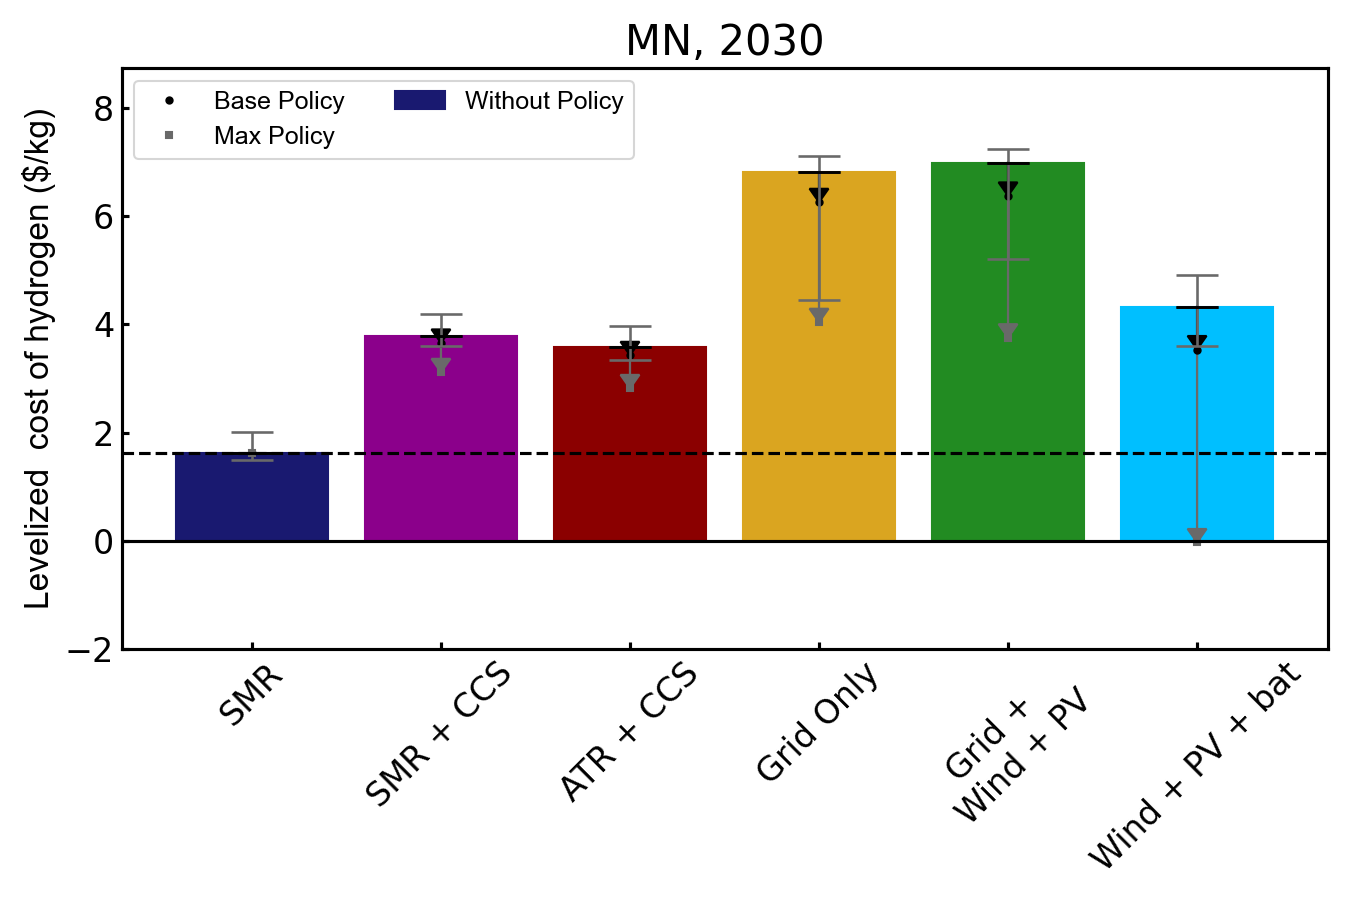 MN, 2030
Base Policy
Max Policy
Without Policy
Levelized  cost of hydrogen ($/kg)
8
6
4
2
0
−2
SMR
SMR + CCS
ATR + CCS
Grid Only
Grid +
Wind + PV
Wind + PV + bat